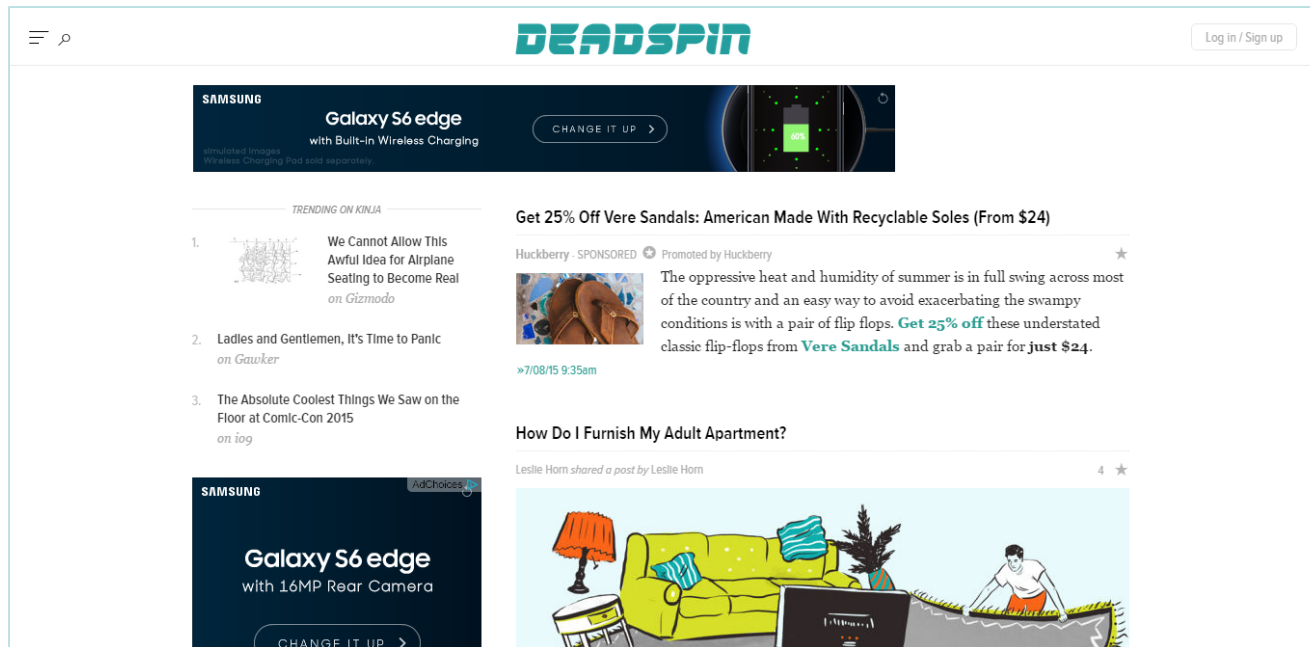 DEADSPIN
Log in / Sign up
SAMSUNG
Galaxy S6 edge
with Built-in Wireless Charging
simulated images
Wireless Charging Pad sold separately.
CHANGE IT UP >
60%
TRENDING ON KINJA
1. We Cannot Allow This
Awful Idea for Airplane
Seating to Become Real
on Gizmodo
2. Ladies and Gentlemen, It's Time to Panic
on Gawker
3. The Absolute Coolest Things We Saw on the
Floor at Comic-Con 2015
on io9
AdChoices
SAMSUNG
Galaxy S6 edge
with 16MP Rear Camera
CHANGE IT UP >
Get 25% Off Vere Sandals: American Made With Recyclable Soles (From $24)
Huckberry - SPONSORED Promoted by Huckberry
The oppressive heat and humidity of summer is in full swing across most
of the country and an easy way to avoid exacerbating the swampy
conditions is with a pair of flip flops. Get 25% off these understated
classic flip-flops from Vere Sandals and grab a pair for just $24.
»7/08/15 9:35am
How Do I Furnish My Adult Apartment?
Leslie Horn shared a post by Leslie Horn
4